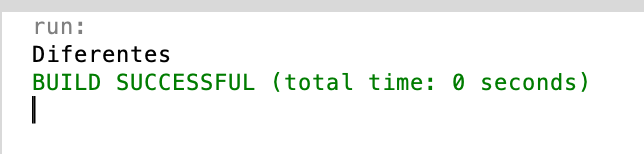 run:
Diferentes
BUILD SUCCESSFUL (total time: 0 seconds)